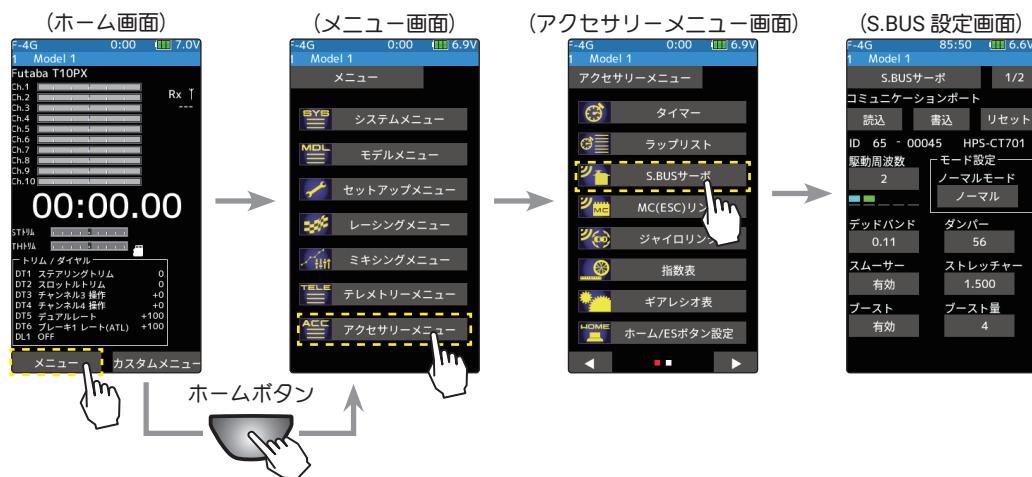 (ホーム画面)
F-4G 0:00 7.0V
1 Model 1
Futaba T10PX
Ch.1
Ch.2
Ch.3
Ch.4
Ch.5
Ch.6
Ch.7
Ch.8
Ch.9
Ch.10
Rx
---
00:00.00
STトリム
THトリム
トリム / ダイヤル
DT1 ステアリングトリム 0
DT2 スロットルトリム 0
DT3 チャンネル3 操作 +0
DT4 チャンネル4 操作 +0
DT5 デュアルレート +100
DT6 ブレーキ1 レート(ATL) +100
DL1 OFF
メニュー カスタムメニュー
ホームボタン
(メニュー画面)
F-4G 0:00 6.9V
1 Model 1
メニュー
SYS システムメニュー
MDL モデルメニュー
セットアップメニュー
レーシングメニュー
ミキシングメニュー
TELE テレメトリーメニュー
ACC アクセサリーメニュー
(アクセサリーメニュー画面)
F-4G 0:00 6.9V
1 Model 1
アクセサリーメニュー
タイマー
ラップリスト
S.BUSサーボ
MC MC(ESC)リン
ジャイロリンク
指数表
ギアレシオ表
HOME ホーム/ESボタン設定
(S.BUS 設定画面)
F-4G 85:50 6.6V
1 Model 1
S.BUSサーボ 1/2
コミュニケーションポート
読込 書込 リセット
ID 65 - 00045 HPS-CT701
駆動周波数
2
モード設定
ノーマルモード
ノーマル
デッドバンド ダンパー
0.11 56
スムーサー ストレッチャー
有効 1.500
ブースト ブースト量
有効 4